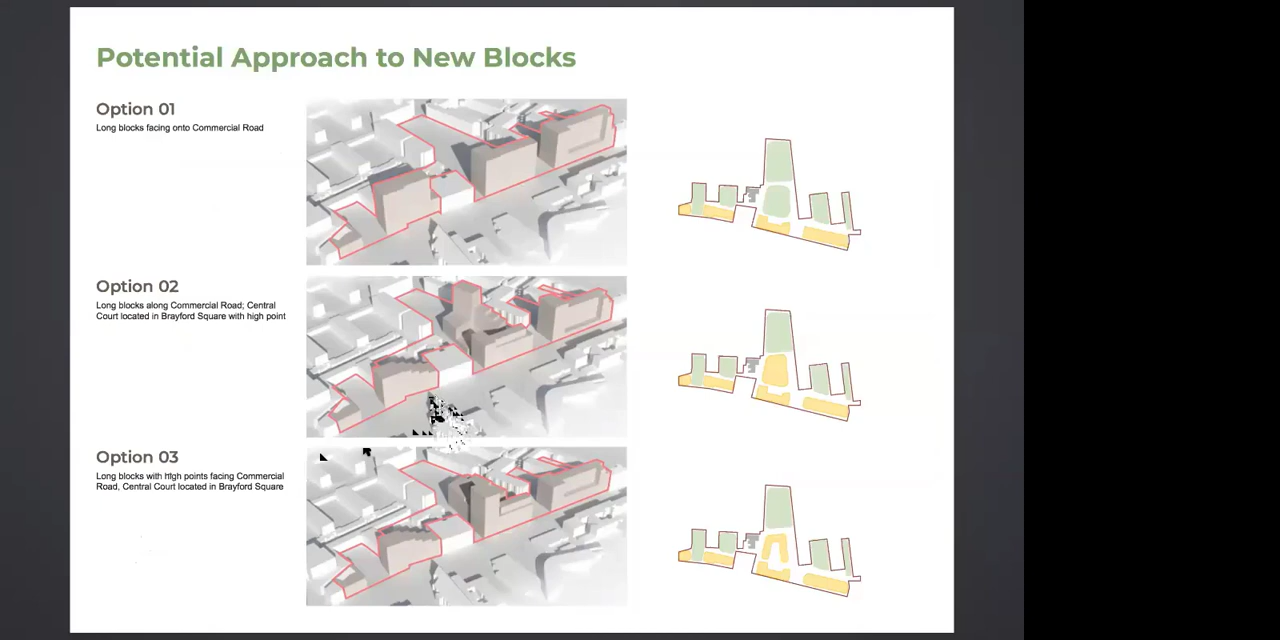 Potential Approach to New Blocks
Option 01
Long blocks facing onto Commercial Road
Option 02
Long blocks along Commercial Road; Central
Court located in Brayford Square with high point
Option 03
Long blocks with high points facing Commercial
Road, Central Court located in Brayford Square